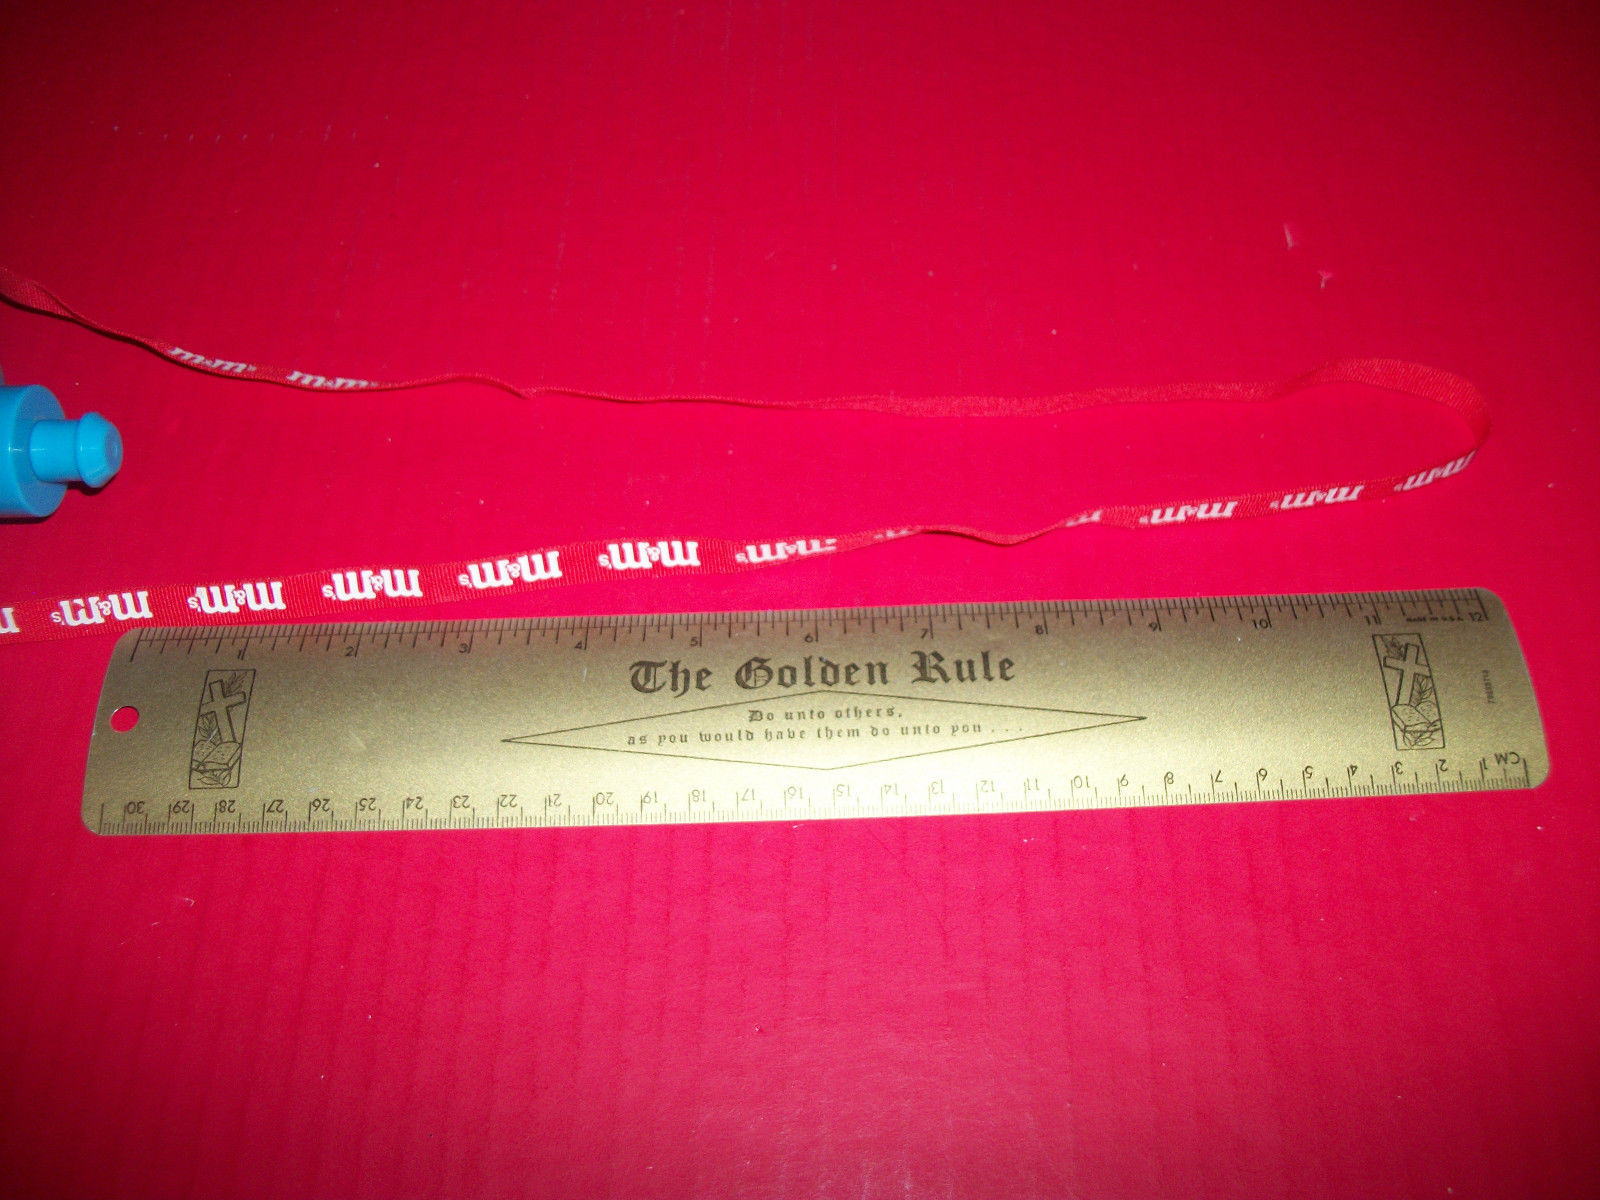 m&m's m&m's
m&m's m&m's m&m's m&m's m&m's m&m's m&m's m&m's m&m's
1 2 3 4 5 6 7 8 9 10 11 MADE IN U.S.A. 12
The Golden Rule
Do unto others,
as you would have them do unto you . . .
30 29 28 27 26 25 24 23 22 21 20 19 18 17 16 15 14 13 12 11 10 9 8 7 6 5 4 3 2 1 CM